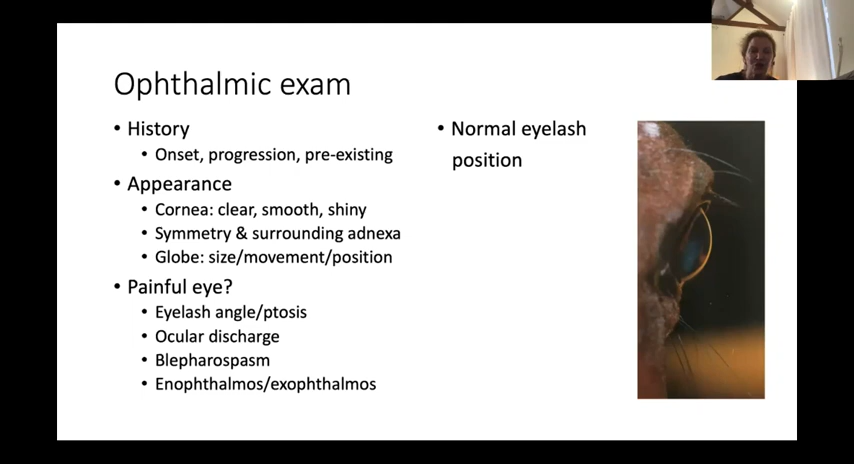 Ophthalmic exam
• History
• Onset, progression, pre-existing
• Appearance
• Cornea: clear, smooth, shiny
• Symmetry & surrounding adnexa
• Globe: size/movement/position
• Painful eye?
• Eyelash angle/ptosis
• Ocular discharge
• Blepharospasm
• Enophthalmos/exophthalmos
• Normal eyelash
position